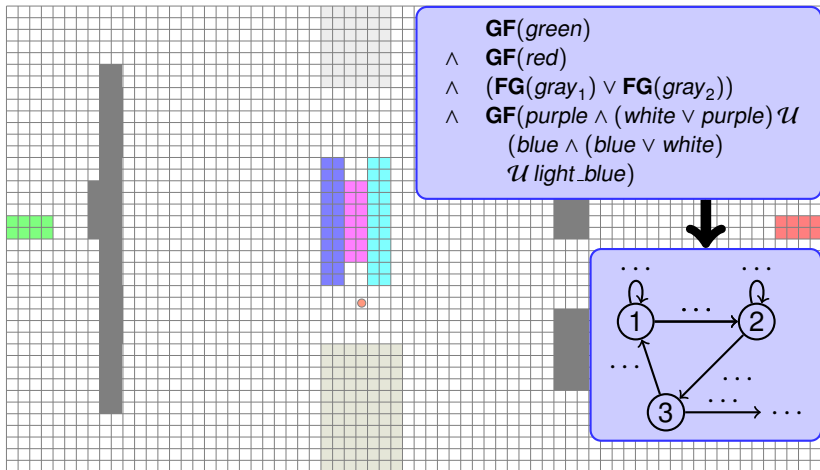 GF(green)
∧ GF(red)
∧ (FG(gray₁) ∨ FG(gray₂))
∧ GF(purple ∧ (white ∨ purple) 𝒰
(blue ∧ (blue ∨ white)
𝒰 light_blue)
... ...
1 ... 2
... ...
...
3 ...